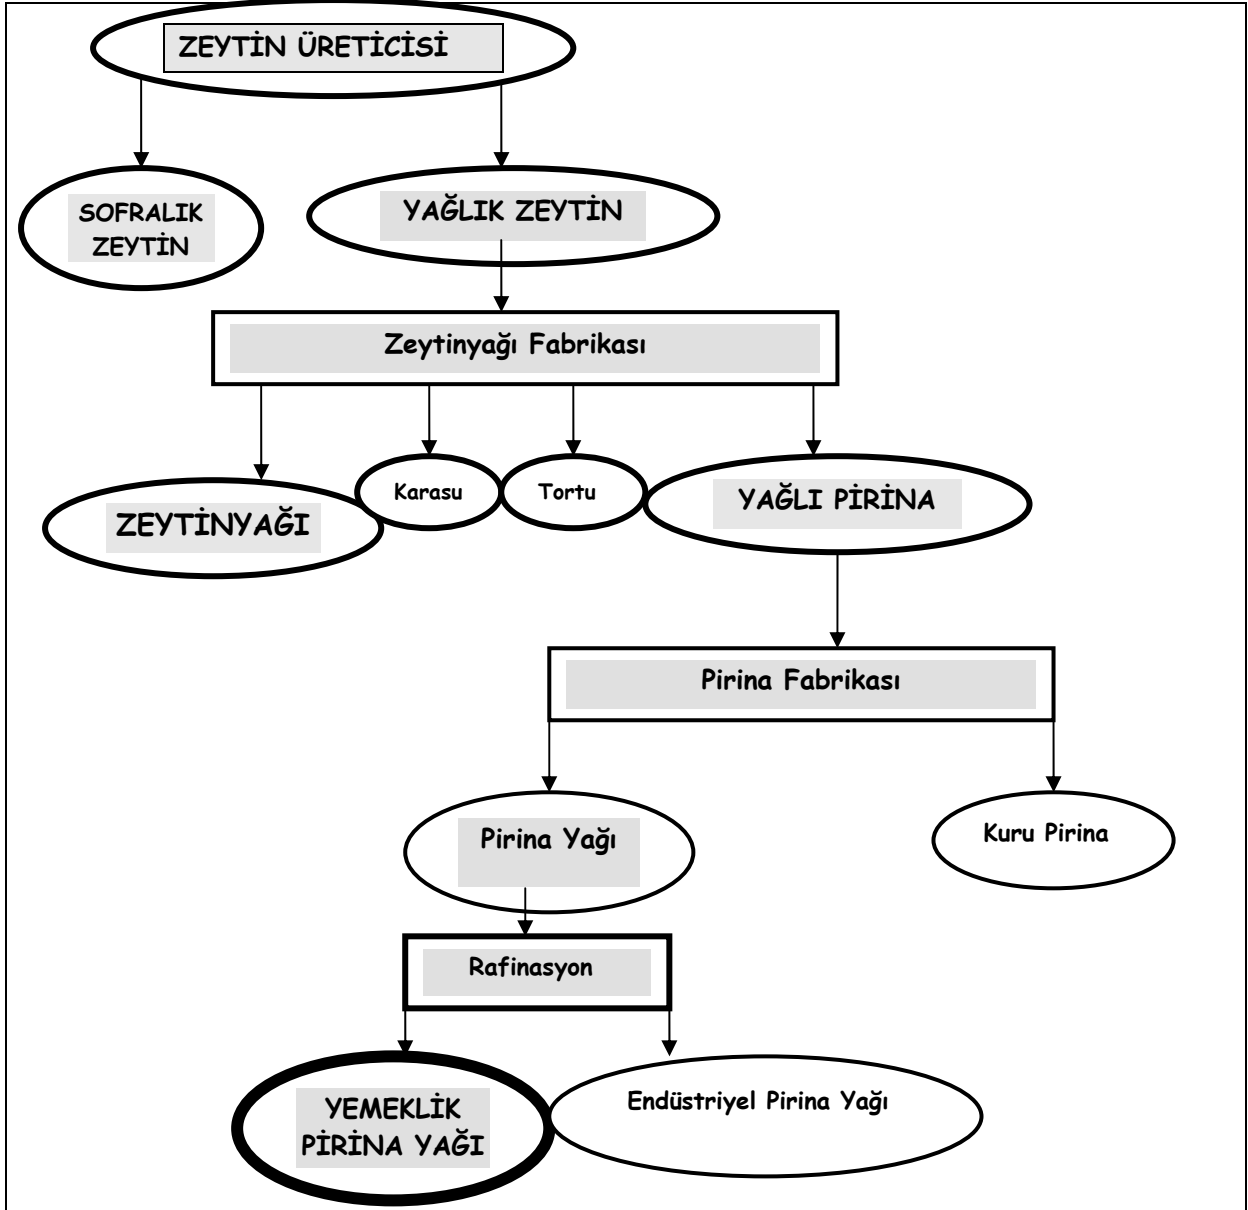 ZEYTİN ÜRETİCİSİ
SOFRALIK
ZEYTİN
YAĞLIK ZEYTİN
Zeytinyağı Fabrikası
ZEYTİNYAĞI
Karasu
Tortu
YAĞLI PİRİNA
Pirina Fabrikası
Pirina Yağı
Kuru Pirina
Rafinasyon
YEMEKLİK
PİRİNA YAĞI
Endüstriyel Pirina Yağı